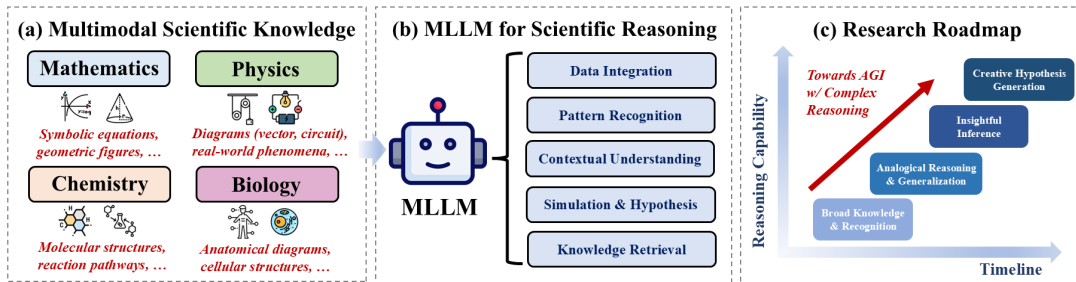 (a) Multimodal Scientific Knowledge
Mathematics
Symbolic equations,
geometric figures, …
Physics
Diagrams (vector, circuit),
real-world phenomena, …
Chemistry
Molecular structures,
reaction pathways, …
Biology
Anatomical diagrams,
cellular structures, …
(b) MLLM for Scientific Reasoning
MLLM
Data Integration
Pattern Recognition
Contextual Understanding
Simulation & Hypothesis
Knowledge Retrieval
(c) Research Roadmap
Reasoning Capability
Towards AGI
w/ Complex
Reasoning
Creative Hypothesis
Generation
Insightful
Inference
Analogical Reasoning
& Generalization
Broad Knowledge
& Recognition
Timeline